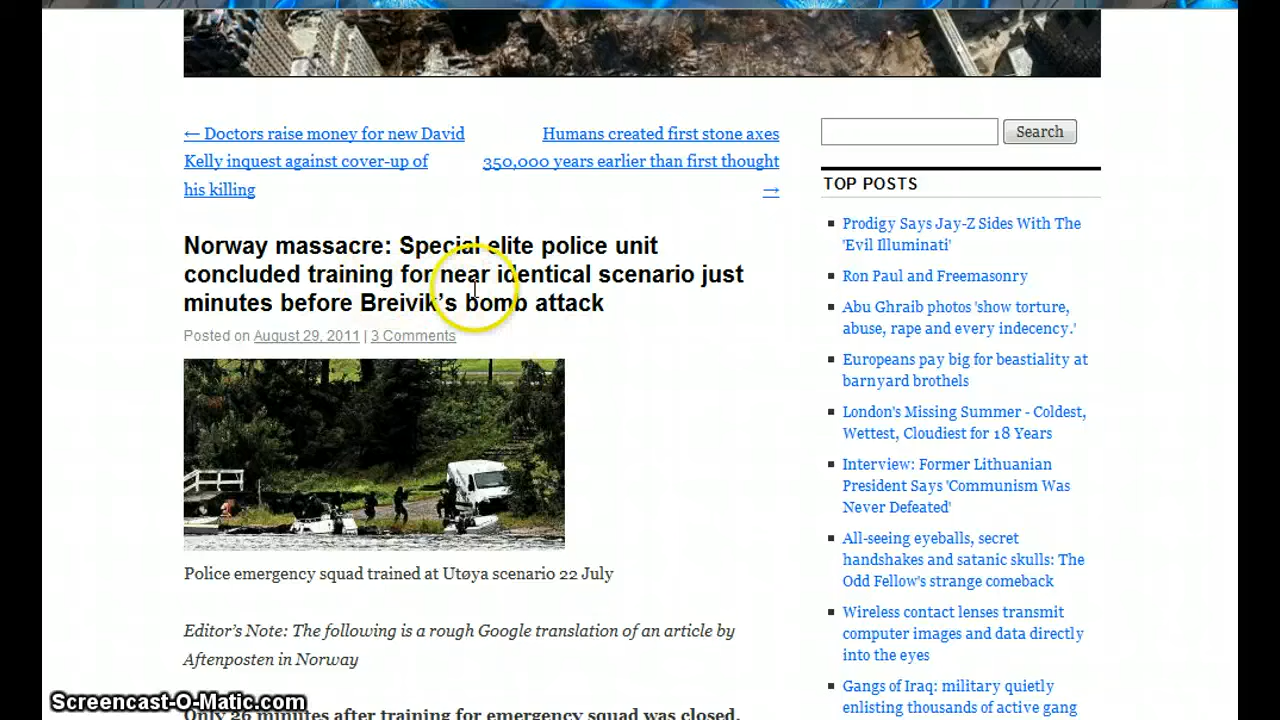 ← Doctors raise money for new David
Kelly inquest against cover-up of
his killing
Humans created first stone axes
350,000 years earlier than first thought
→
Norway massacre: Special elite police unit
concluded training for near identical scenario just
minutes before Breivik’s bomb attack
Posted on August 29, 2011 | 3 Comments
Police emergency squad trained at Utøya scenario 22 July
Editor’s Note: The following is a rough Google translation of an article by
Aftenposten in Norway
Only 26 minutes after training for emergency squad was closed,
Search
TOP POSTS
Prodigy Says Jay-Z Sides With The
'Evil Illuminati'
Ron Paul and Freemasonry
Abu Ghraib photos 'show torture,
abuse, rape and every indecency.'
Europeans pay big for beastiality at
barnyard brothels
London's Missing Summer - Coldest,
Wettest, Cloudiest for 18 Years
Interview: Former Lithuanian
President Says 'Communism Was
Never Defeated'
All-seeing eyeballs, secret
handshakes and satanic skulls: The
Odd Fellow's strange comeback
Wireless contact lenses transmit
computer images and data directly
into the eyes
Gangs of Iraq: military quietly
enlisting thousands of active gang
Screencast-O-Matic.com